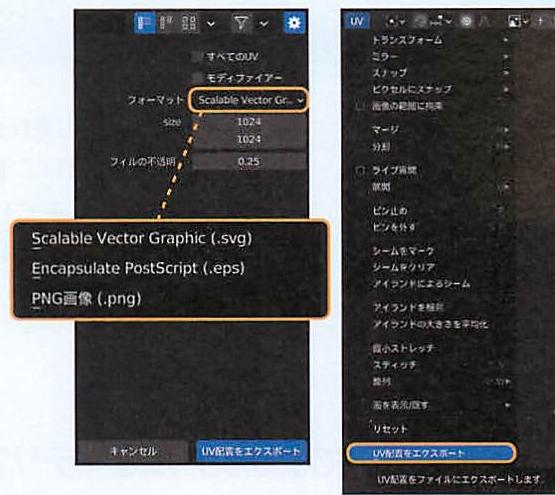 すべてのUV
モディファイアー
フォーマット Scalable Vector Gr...
size 1024
1024
フィルの不透明 0.25
Scalable Vector Graphic (.svg)
Encapsulate PostScript (.eps)
PNG画像 (.png)
キャンセル UV配置をエクスポート
UV
トランスフォーム
ミラー
スナップ
ピクセルにスナップ
画像の範囲に拘束
マージ
分割
ライブ展開
展開
ピン止め
ピンを外す
シームをマーク
シームをクリア
アイランドによるシーム
アイランドを梱包
アイランドの大きさを平均化
最小ストレッチ
スティッチ
整列
面を表示/隠す
リセット
UV配置をエクスポート
UV配置をファイルにエクスポートします.